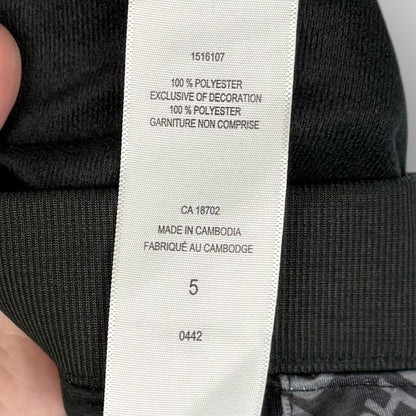 1516107
100 % POLYESTER
EXCLUSIVE OF DECORATION
100 % POLYESTER
GARNITURE NON COMPRISE
CA 18702
MADE IN CAMBODIA
FABRIQUÉ AU CAMBODGE
5
0442